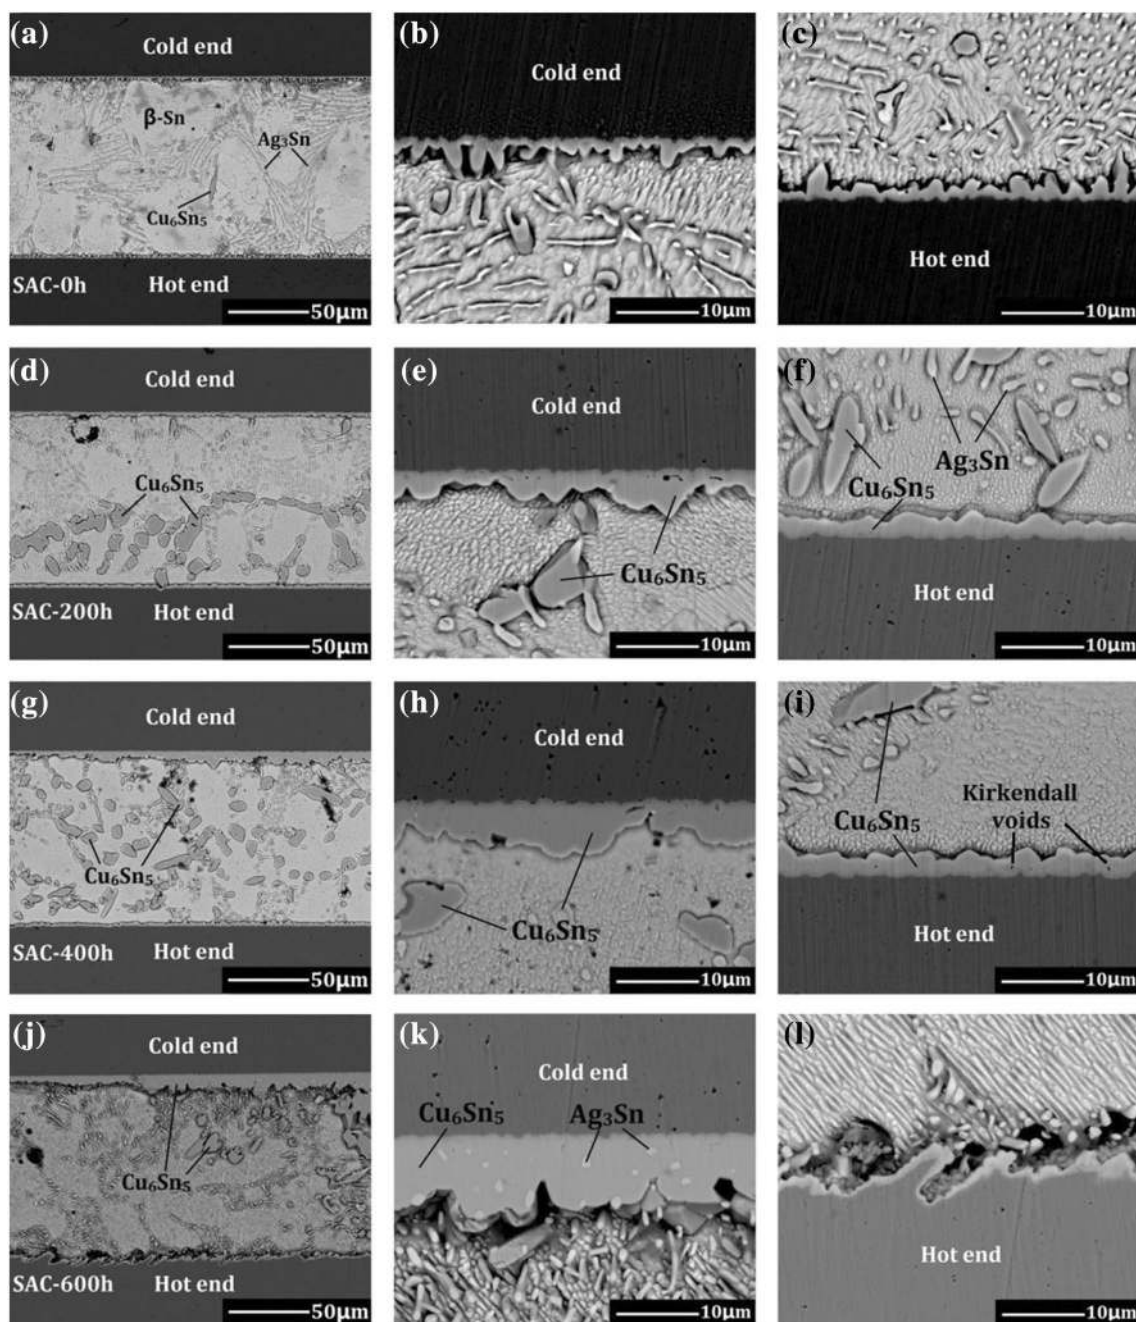 (a)
Cold end
β-Sn
Ag₃Sn
Cu₆Sn₅
SAC-0h
Hot end
50μm
(b)
Cold end
10μm
(c)
Hot end
10μm
(d)
Cold end
Cu₆Sn₅
SAC-200h
Hot end
50μm
(e)
Cold end
Cu₆Sn₅
10μm
(f)
Ag₃Sn
Cu₆Sn₅
Hot end
10μm
(g)
Cold end
Cu₆Sn₅
SAC-400h
Hot end
50μm
(h)
Cold end
Cu₆Sn₅
10μm
(i)
Cu₆Sn₅
Kirkendall
voids
Hot end
10μm
(j)
Cold end
Cu₆Sn₅
SAC-600h
Hot end
50μm
(k)
Cold end
Cu₆Sn₅
Ag₃Sn
10μm
(l)
Hot end
10μm